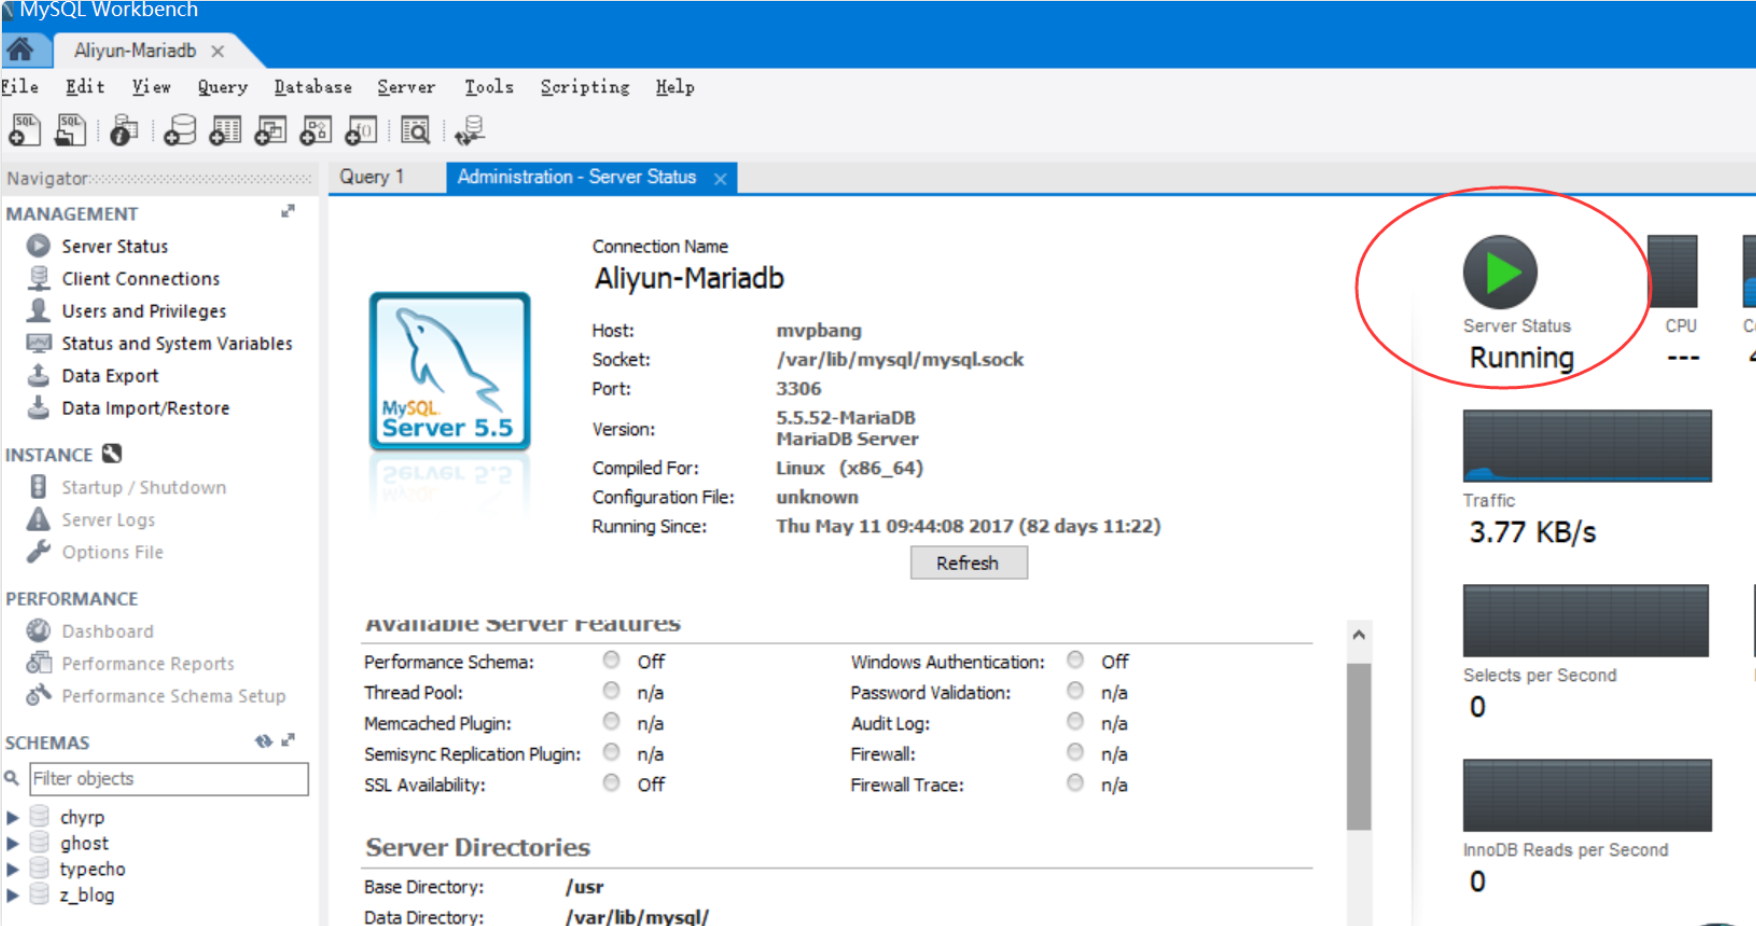 MySQL Workbench
Aliyun-Mariadb
File Edit View Query Database Server Tools Scripting Help
Navigator
Query 1
Administration - Server Status
MANAGEMENT
Server Status
Client Connections
Users and Privileges
Status and System Variables
Data Export
Data Import/Restore
INSTANCE
Startup / Shutdown
Server Logs
Options File
PERFORMANCE
Dashboard
Performance Reports
Performance Schema Setup
SCHEMAS
Filter objects
chyrp
ghost
typecho
z_blog
MySQL
Server 5.5
Connection Name
Aliyun-Mariadb
Host: mvpbang
Socket: /var/lib/mysql/mysql.sock
Port: 3306
Version: 5.5.52-MariaDB
MariaDB Server
Compiled For: Linux (x86_64)
Configuration File: unknown
Running Since: Thu May 11 09:44:08 2017 (82 days 11:22)
Refresh
Available Server Features
Performance Schema: Off Windows Authentication: Off
Thread Pool: n/a Password Validation: n/a
Memcached Plugin: n/a Audit Log: n/a
Semisync Replication Plugin: n/a Firewall: n/a
SSL Availability: Off Firewall Trace: n/a
Server Directories
Base Directory: /usr
Data Directory: /var/lib/mysql/
Server Status
Running
CPU
---
Traffic
3.77 KB/s
Selects per Second
0
InnoDB Reads per Second
0